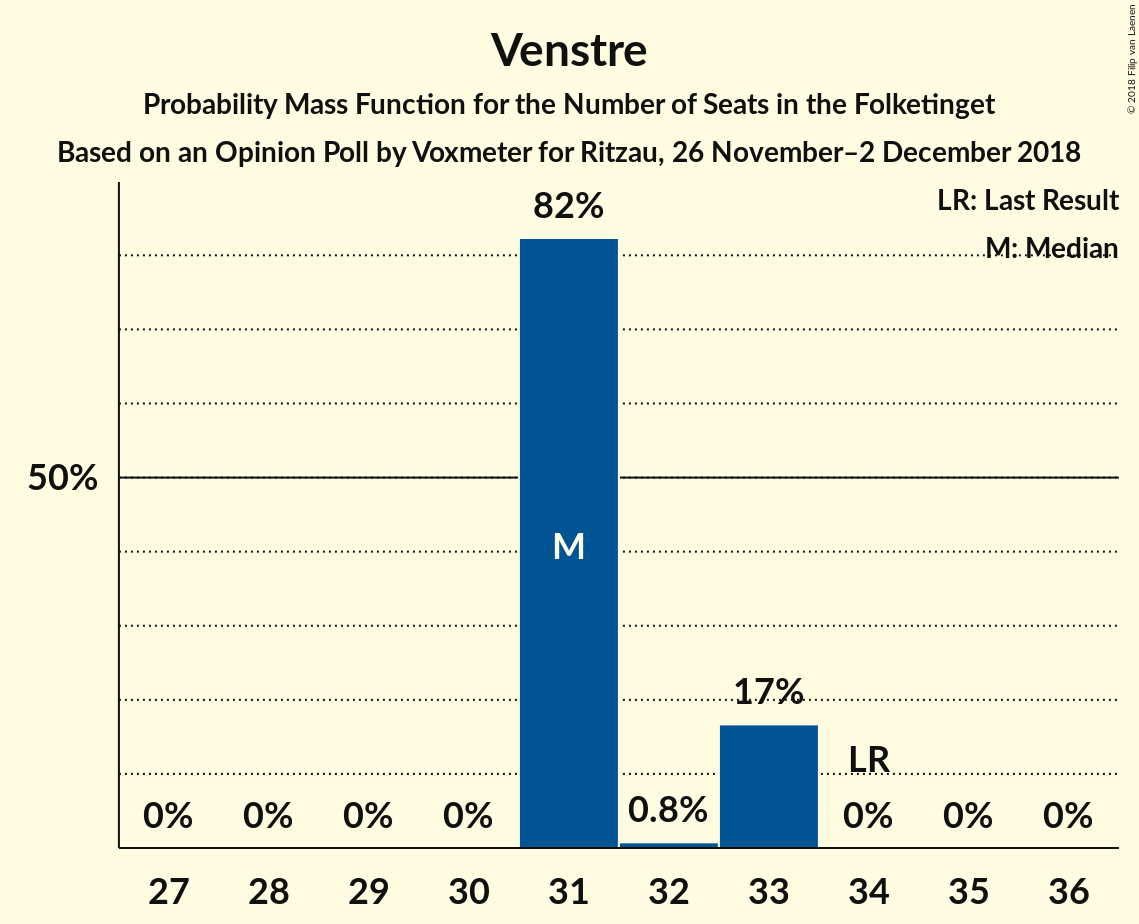 Venstre
Probability Mass Function for the Number of Seats in the Folketinget
Based on an Opinion Poll by Voxmeter for Ritzau, 26 November–2 December 2018
© 2018 Filip van Laenen
LR: Last Result
M: Median
82%
50%
M
17%
LR
0% 0% 0% 0% 0.8% 0% 0% 0%
27 28 29 30 31 32 33 34 35 36